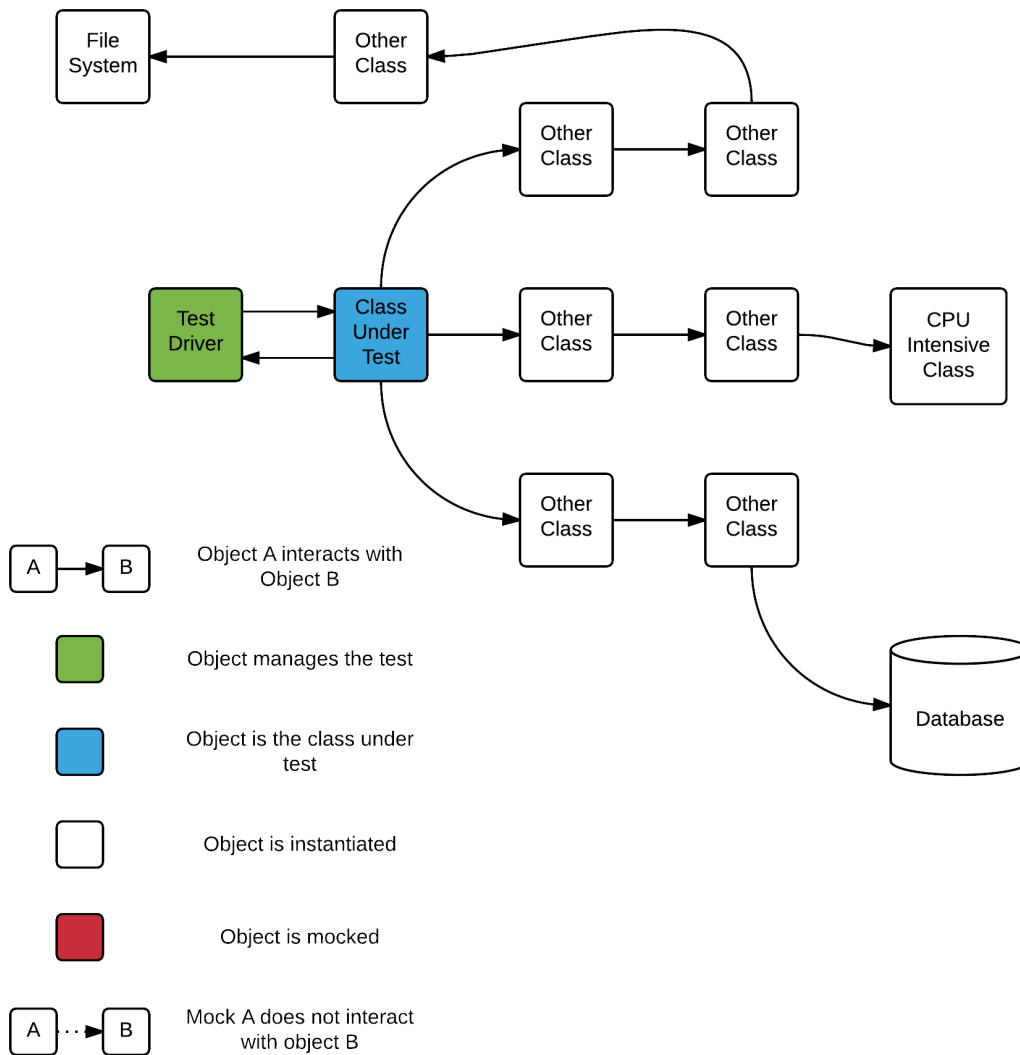 File
System
Other
Class
Other
Class
Other
Class
Test
Driver
Class
Under
Test
Other
Class
Other
Class
CPU
Intensive
Class
Other
Class
Other
Class
Database
A
B
Object A interacts with
Object B
Object manages the test
Object is the class under
test
Object is instantiated
Object is mocked
A
B
Mock A does not interact
with object B